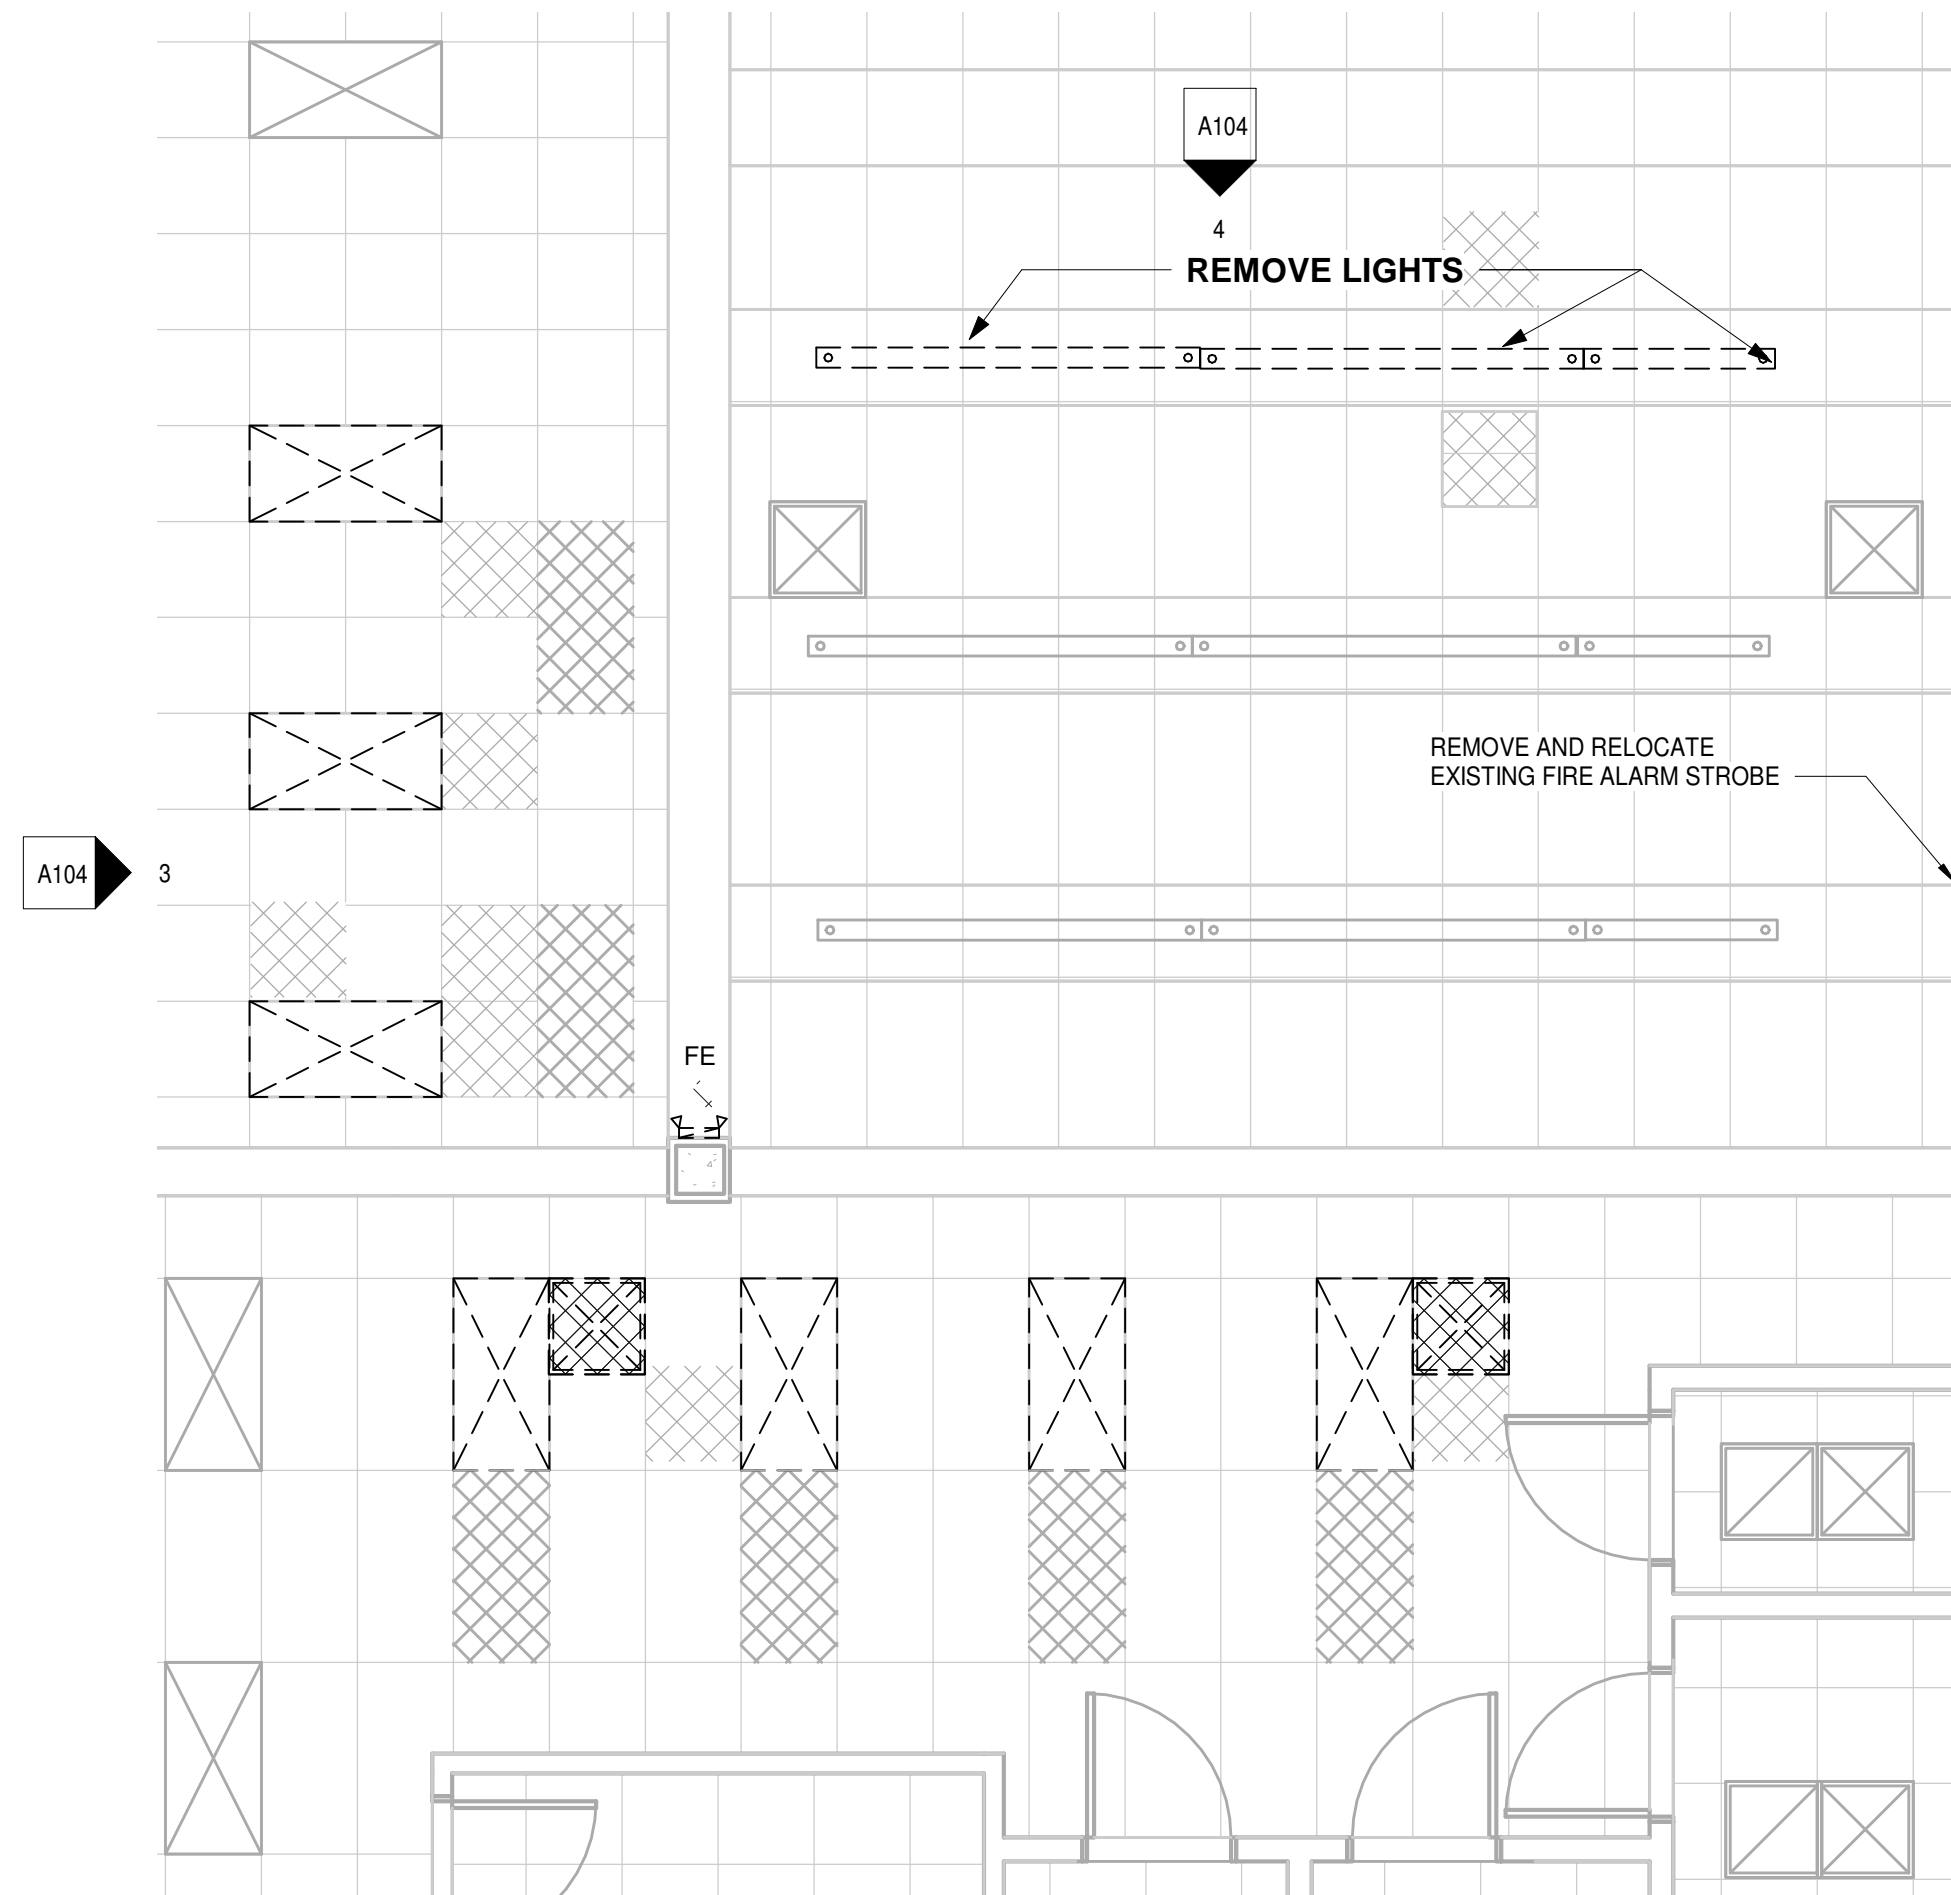 A104
4
REMOVE LIGHTS
REMOVE AND RELOCATE
EXISTING FIRE ALARM STROBE
A104
3
FE